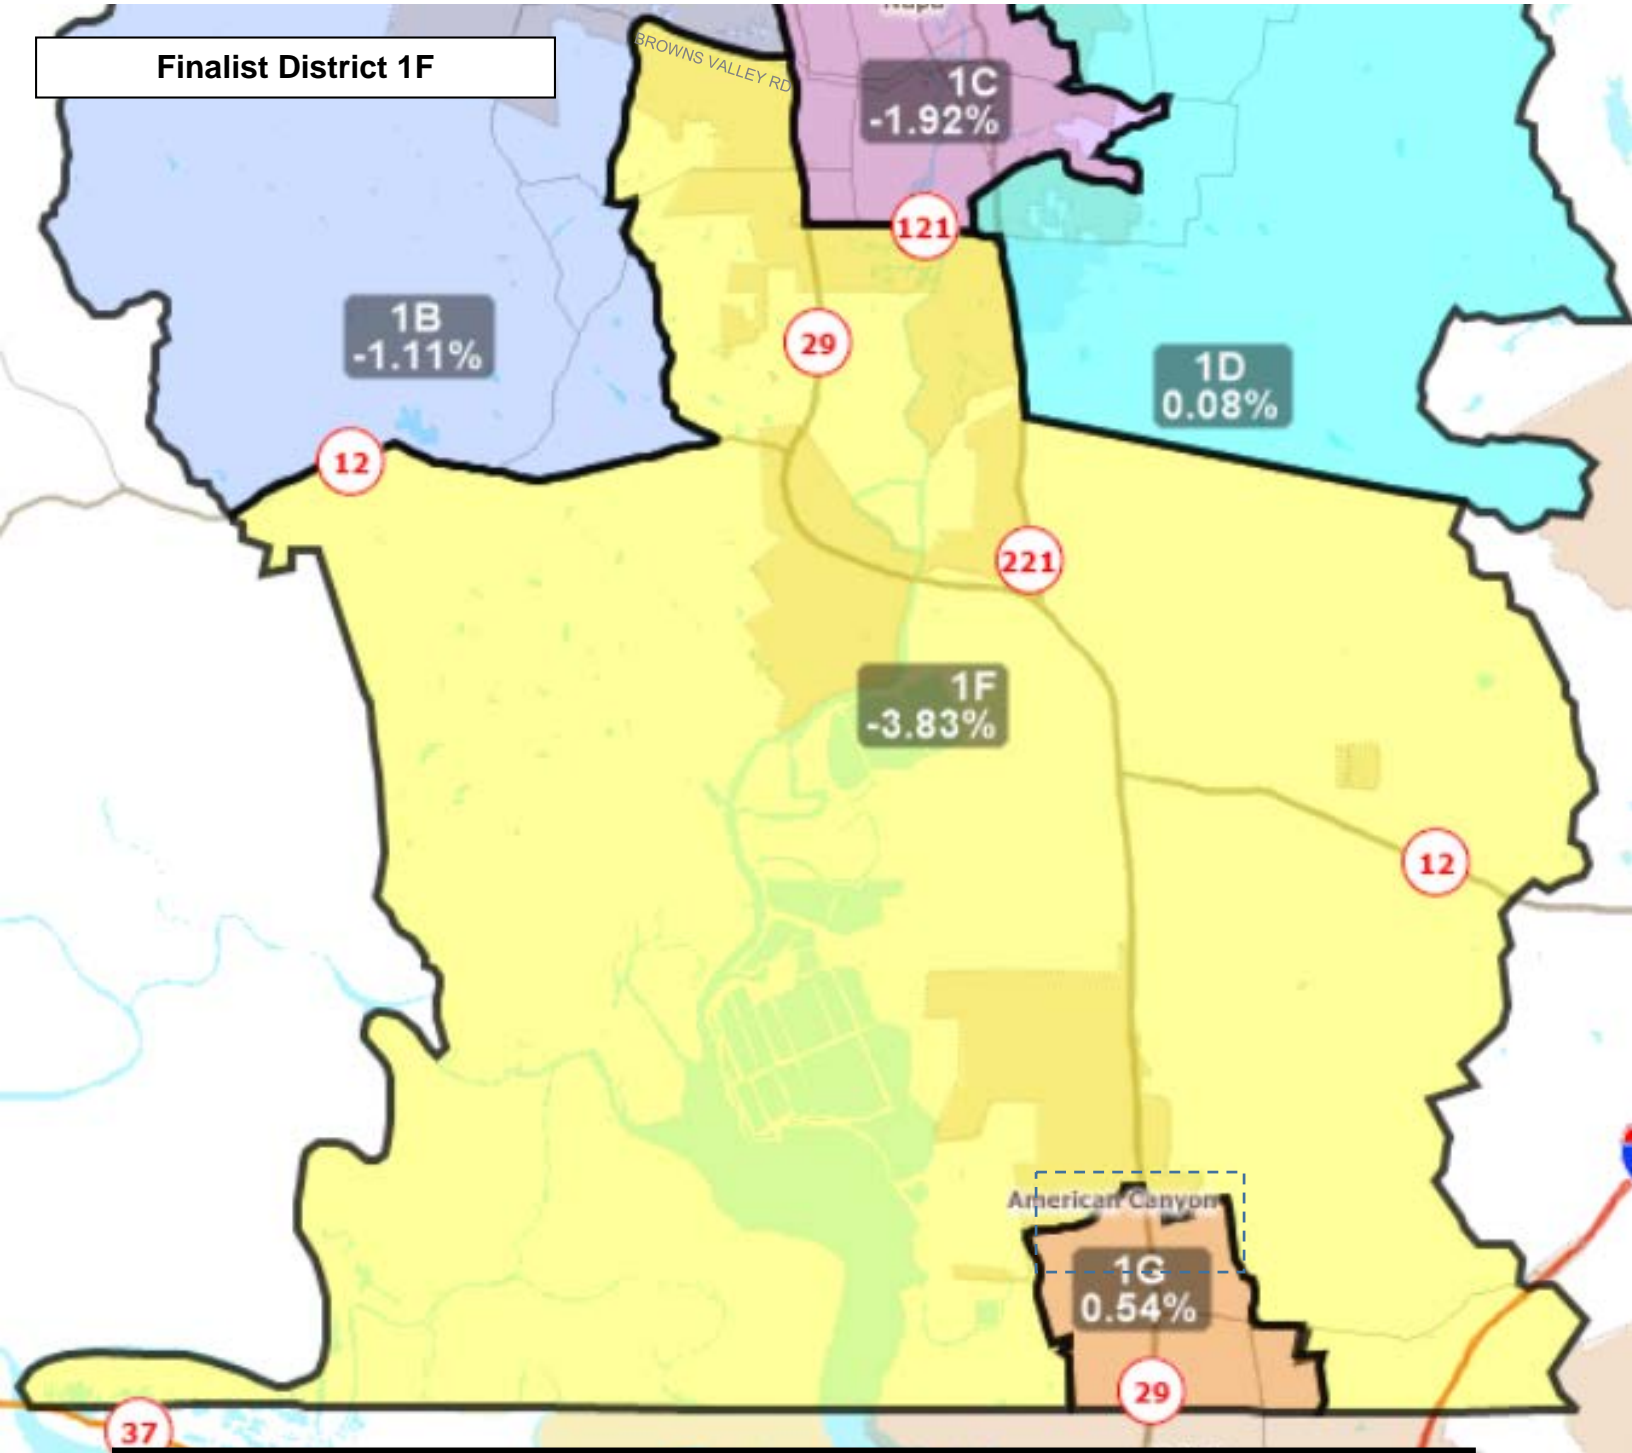 Napa
Finalist District 1F
BROWNS VALLEY RD
1C
-1.92%
121
1B
-1.11%
29
1D
0.08%
12
221
1F
-3.83%
12
American Canyon
1G
0.54%
29
37